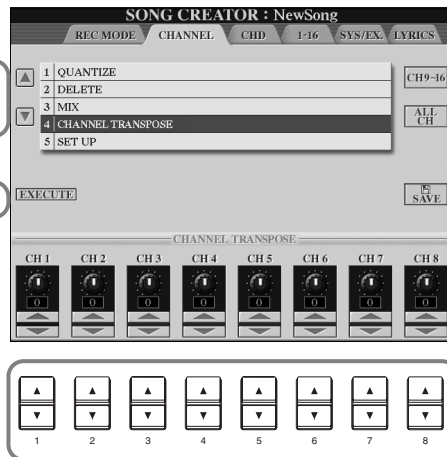 SONG CREATOR : NewSong
REC MODE CHANNEL CHD 1-16 SYS/EX. LYRICS
1 QUANTIZE
2 DELETE
3 MIX
4 CHANNEL TRANSPOSE
5 SET UP
CH9~16
ALL CH
EXECUTE
SAVE
CHANNEL TRANSPOSE
CH 1 CH 2 CH 3 CH 4 CH 5 CH 6 CH 7 CH 8
0 0 0 0 0 0 0 0
1 2 3 4 5 6 7 8